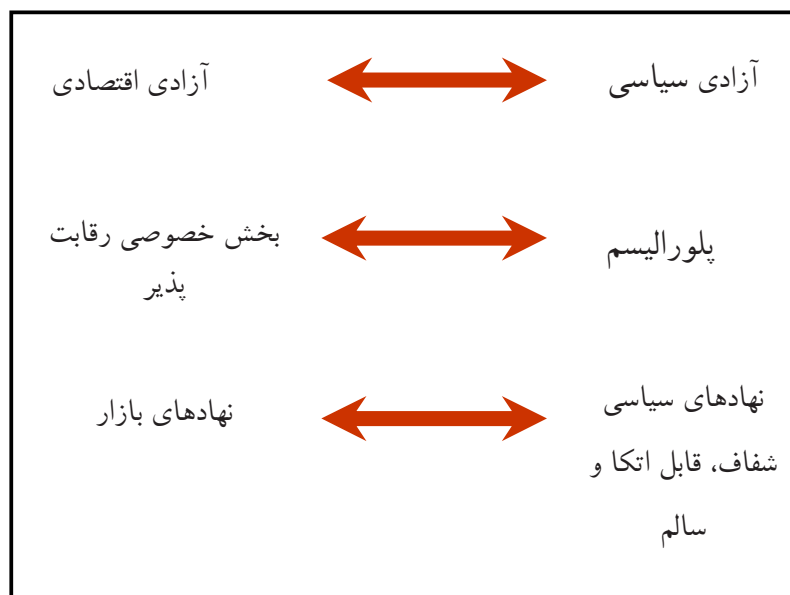 آزادی سیاسی
آزادی اقتصادی
پلورالیسم
بخش خصوصی رقابت
پذیر
نهادهای سیاسی
شفاف، قابل اتکا و
سالم
نهادهای بازار